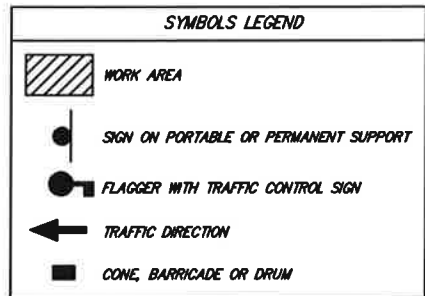 SYMBOLS LEGEND
WORK AREA
SIGN ON PORTABLE OR PERMANENT SUPPORT
FLAGGER WITH TRAFFIC CONTROL SIGN
TRAFFIC DIRECTION
CONE, BARRICADE OR DRUM